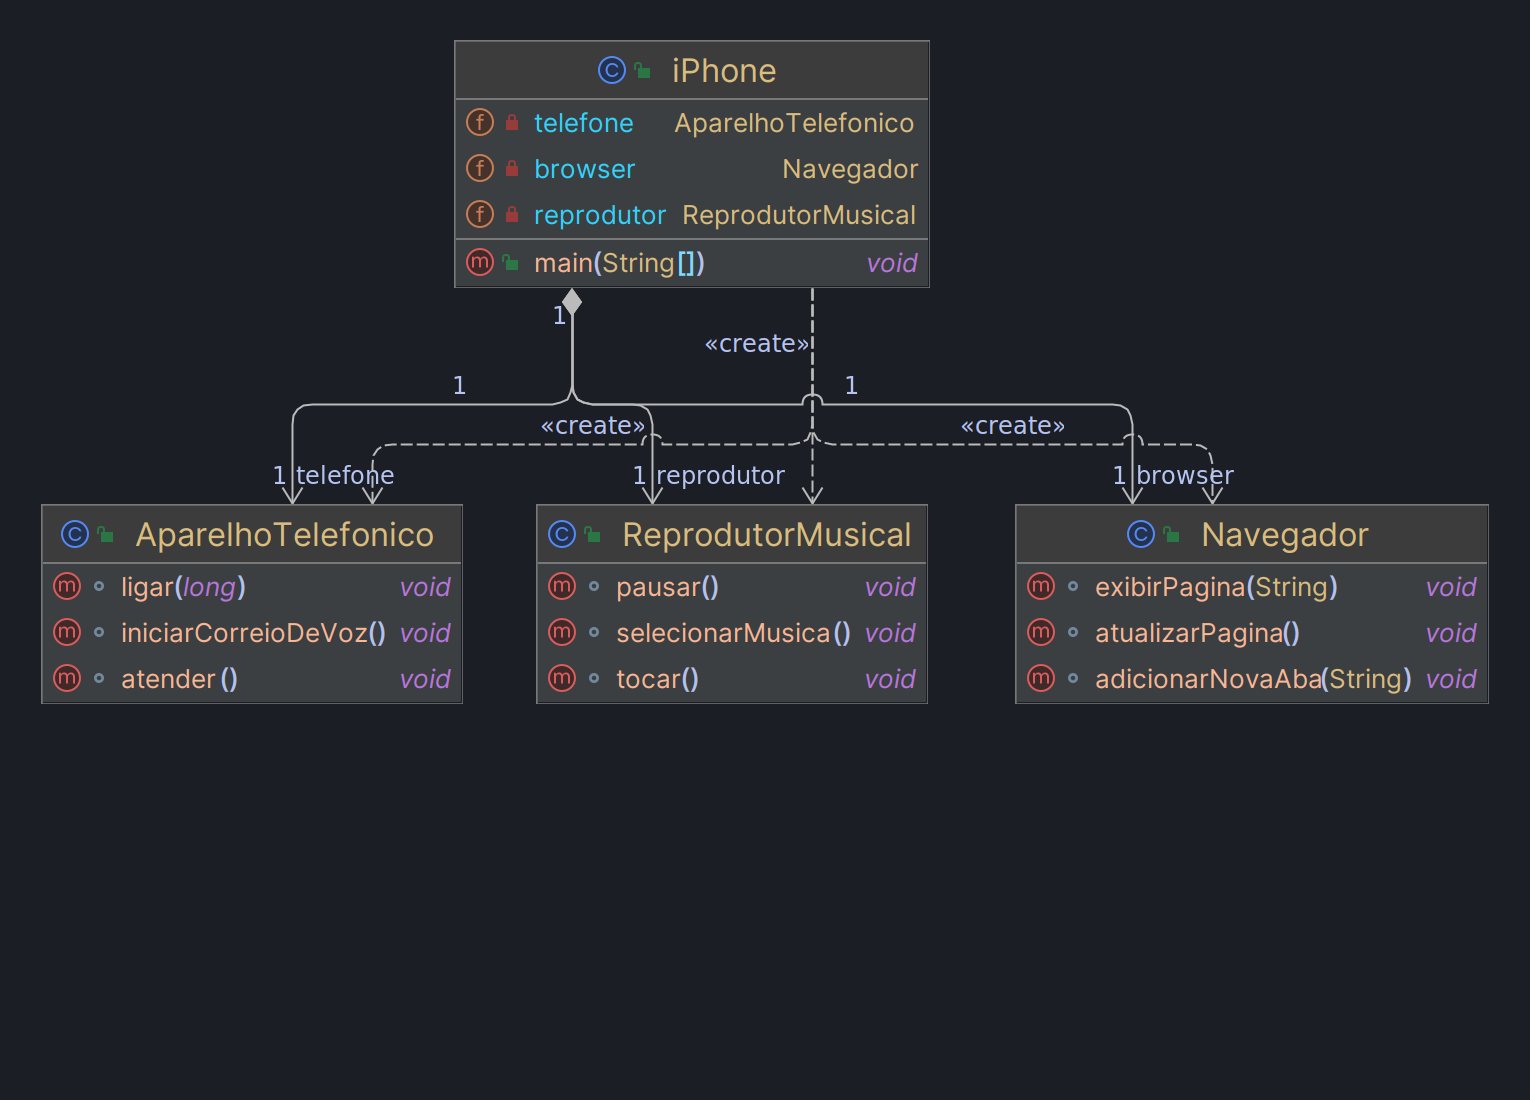 iPhone
telefone AparelhoTelefonico
browser Navegador
reprodutor ReprodutorMusical
main(String[]) void
1
«create»
1 1
«create» «create»
1 telefone 1 reprodutor 1 browser
AparelhoTelefonico
ligar(long) void
iniciarCorreioDeVoz() void
atender() void
ReprodutorMusical
pausar() void
selecionarMusica() void
tocar() void
Navegador
exibirPagina(String) void
atualizarPagina() void
adicionarNovaAba(String) void